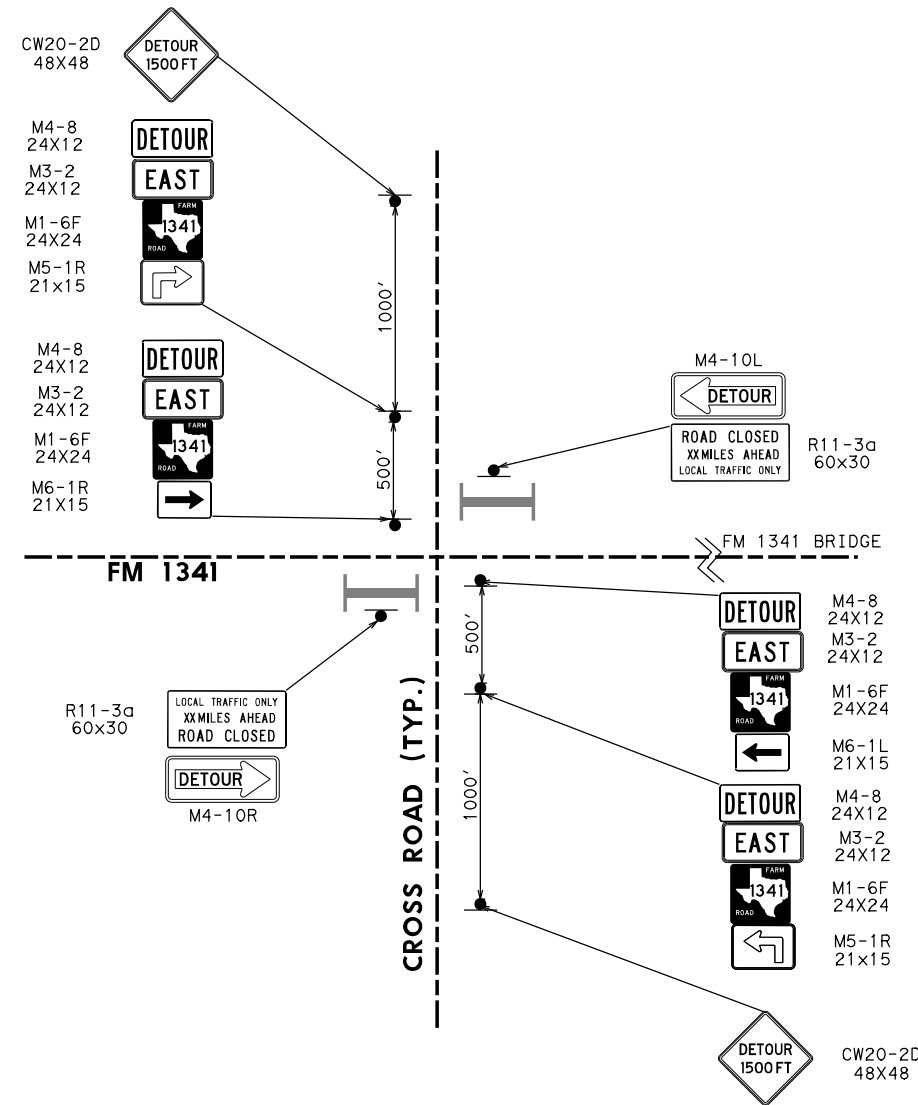 CW20-2D
48X48
DETOUR
1500 FT
M4-8
24X12
DETOUR
M3-2
24X12
EAST
M1-6F
24X24
FARM
1341
ROAD
M5-1R
21x15
1000'
M4-8
24X12
DETOUR
M3-2
24X12
EAST
M1-6F
24X24
FARM
1341
ROAD
M6-1R
21X15
500'
M4-10L
DETOUR
ROAD CLOSED
XX MILES AHEAD
LOCAL TRAFFIC ONLY
R11-3a
60x30
FM 1341 BRIDGE
FM 1341
R11-3a
60x30
LOCAL TRAFFIC ONLY
XX MILES AHEAD
ROAD CLOSED
DETOUR
M4-10R
CROSS ROAD (TYP.)
500'
1000'
DETOUR
M4-8
24X12
EAST
M3-2
24X12
FARM
1341
ROAD
M1-6F
24X24
M6-1L
21X15
DETOUR
M4-8
24X12
EAST
M3-2
24X12
FARM
1341
ROAD
M1-6F
24X24
M5-1R
21x15
DETOUR
1500 FT
CW20-2D
48X48